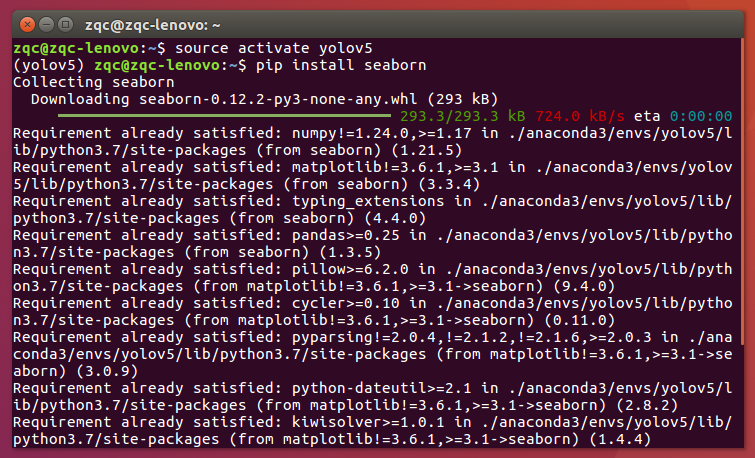 zqc@zqc-lenovo: ~
zqc@zqc-lenovo:~$ source activate yolov5
(yolov5) zqc@zqc-lenovo:~$ pip install seaborn
Collecting seaborn
  Downloading seaborn-0.12.2-py3-none-any.whl (293 kB)
293.3/293.3 kB 724.0 kB/s eta 0:00:00
Requirement already satisfied: numpy!=1.24.0,>=1.17 in ./anaconda3/envs/yolov5/l
ib/python3.7/site-packages (from seaborn) (1.21.5)
Requirement already satisfied: matplotlib!=3.6.1,>=3.1 in ./anaconda3/envs/yolov
5/lib/python3.7/site-packages (from seaborn) (3.3.4)
Requirement already satisfied: typing_extensions in ./anaconda3/envs/yolov5/lib/
python3.7/site-packages (from seaborn) (4.4.0)
Requirement already satisfied: pandas>=0.25 in ./anaconda3/envs/yolov5/lib/pytho
n3.7/site-packages (from seaborn) (1.3.5)
Requirement already satisfied: pillow>=6.2.0 in ./anaconda3/envs/yolov5/lib/pyth
on3.7/site-packages (from matplotlib!=3.6.1,>=3.1->seaborn) (9.4.0)
Requirement already satisfied: cycler>=0.10 in ./anaconda3/envs/yolov5/lib/pytho
n3.7/site-packages (from matplotlib!=3.6.1,>=3.1->seaborn) (0.11.0)
Requirement already satisfied: pyparsing!=2.0.4,!=2.1.2,!=2.1.6,>=2.0.3 in ./ana
conda3/envs/yolov5/lib/python3.7/site-packages (from matplotlib!=3.6.1,>=3.1->se
aborn) (3.0.9)
Requirement already satisfied: python-dateutil>=2.1 in ./anaconda3/envs/yolov5/l
ib/python3.7/site-packages (from matplotlib!=3.6.1,>=3.1->seaborn) (2.8.2)
Requirement already satisfied: kiwisolver>=1.0.1 in ./anaconda3/envs/yolov5/lib/
python3.7/site-packages (from matplotlib!=3.6.1,>=3.1->seaborn) (1.4.4)